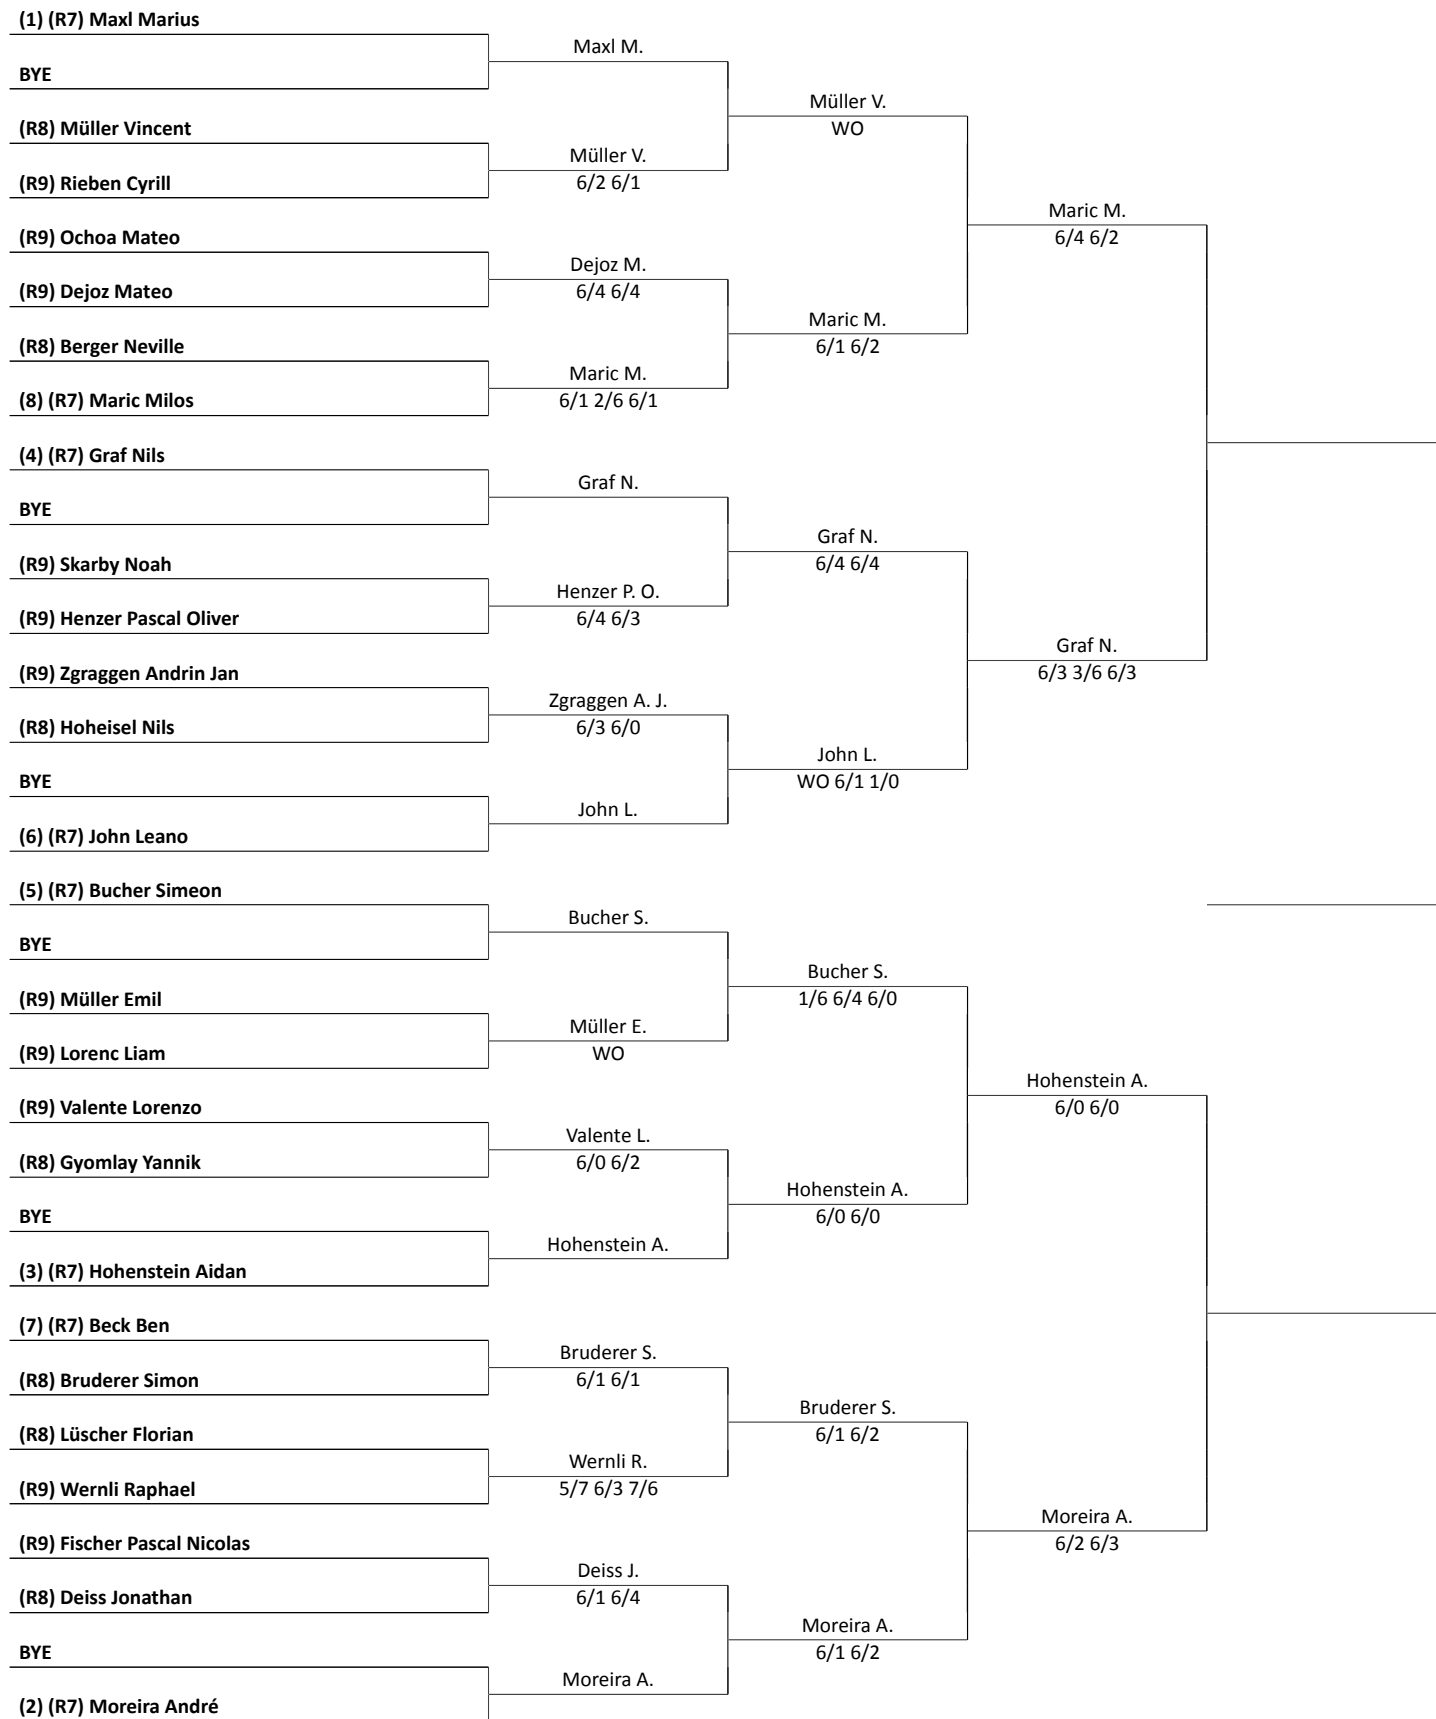 (1) (R7) Maxl Marius
Maxl M.
BYE
Müller V.
(R8) Müller Vincent
WO
Müller V.
(R9) Rieben Cyrill
6/2 6/1
Maric M.
(R9) Ochoa Mateo
6/4 6/2
Dejoz M.
(R9) Dejoz Mateo
6/4 6/4
Maric M.
(R8) Berger Neville
6/1 6/2
Maric M.
(8) (R7) Maric Milos
6/1 2/6 6/1
(4) (R7) Graf Nils
Graf N.
BYE
Graf N.
(R9) Skarby Noah
6/4 6/4
Henzer P. O.
(R9) Henzer Pascal Oliver
6/4 6/3
Graf N.
(R9) Zgraggen Andrin Jan
6/3 3/6 6/3
Zgraggen A. J.
(R8) Hoheisel Nils
6/3 6/0
John L.
BYE
WO 6/1 1/0
John L.
(6) (R7) John Leano
(5) (R7) Bucher Simeon
Bucher S.
BYE
Bucher S.
(R9) Müller Emil
1/6 6/4 6/0
Müller E.
(R9) Lorenc Liam
WO
Hohenstein A.
(R9) Valente Lorenzo
6/0 6/0
Valente L.
(R8) Gyomlay Yannik
6/0 6/2
Hohenstein A.
BYE
6/0 6/0
Hohenstein A.
(3) (R7) Hohenstein Aidan
(7) (R7) Beck Ben
Bruderer S.
(R8) Bruderer Simon
6/1 6/1
Bruderer S.
(R8) Lüscher Florian
6/1 6/2
Wernli R.
(R9) Wernli Raphael
5/7 6/3 7/6
Moreira A.
(R9) Fischer Pascal Nicolas
6/2 6/3
Deiss J.
(R8) Deiss Jonathan
6/1 6/4
Moreira A.
BYE
6/1 6/2
Moreira A.
(2) (R7) Moreira André